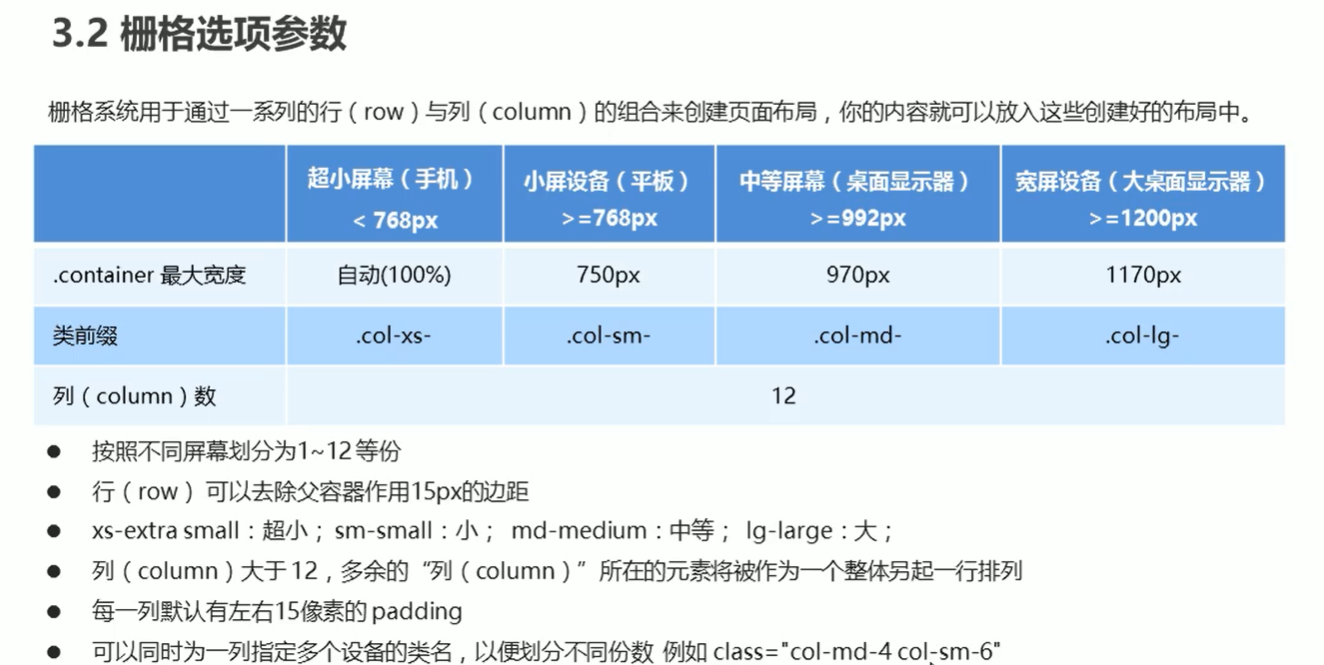 3.2 栅格选项参数
栅格系统用于通过一系列的行（row）与列（column）的组合来创建页面布局，你的内容就可以放入这些创建好的布局中。
超小屏幕（手机） 小屏设备（平板） 中等屏幕（桌面显示器） 宽屏设备（大桌面显示器）
< 768px >=768px >=992px >=1200px
.container 最大宽度 自动(100%) 750px 970px 1170px
类前缀 .col-xs- .col-sm- .col-md- .col-lg-
列（column）数 12
● 按照不同屏幕划分为1~12 等份
● 行（row） 可以去除父容器作用15px的边距
● xs-extra small：超小； sm-small：小； md-medium：中等； lg-large：大；
● 列（column）大于 12，多余的“列（column）”所在的元素将被作为一个整体另起一行排列
● 每一列默认有左右15像素的 padding
● 可以同时为一列指定多个设备的类名，以便划分不同份数 例如 class="col-md-4 col-sm-6"